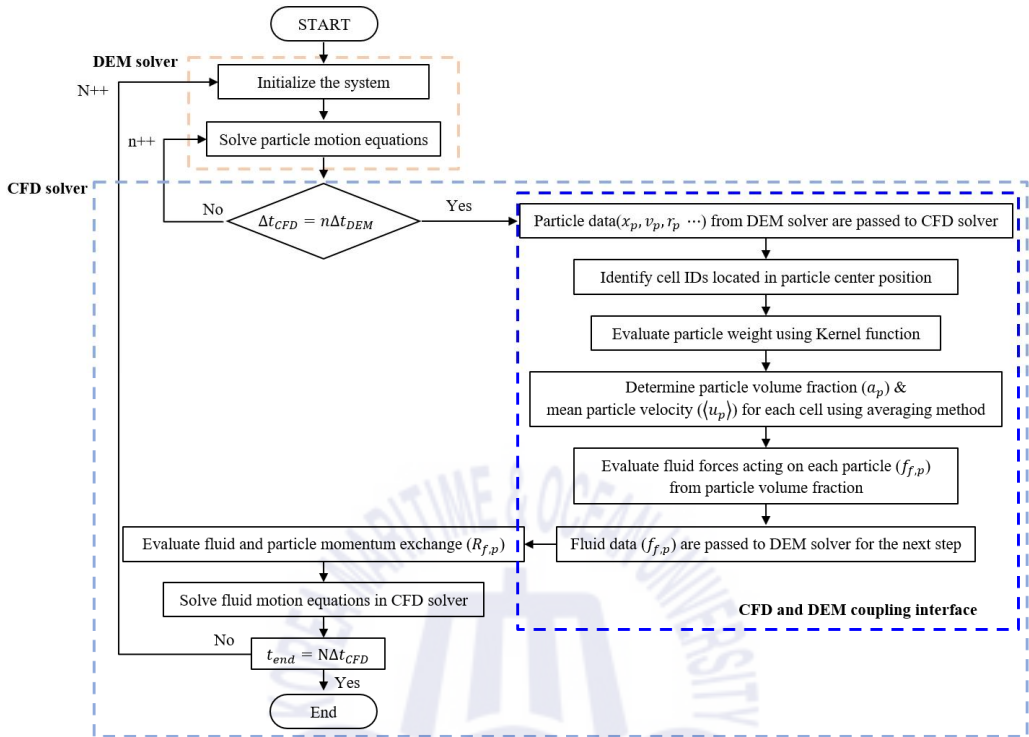 START
DEM solver
N++
Initialize the system
n++
Solve particle motion equations
CFD solver
No
Δt_CFD = nΔt_DEM
Yes
Particle data(x_p, v_p, r_p ⋯) from DEM solver are passed to CFD solver
Identify cell IDs located in particle center position
Evaluate particle weight using Kernel function
Determine particle volume fraction (a_p) &
mean particle velocity (⟨u_p⟩) for each cell using averaging method
Evaluate fluid forces acting on each particle (f_f,p)
from particle volume fraction
Fluid data (f_f,p) are passed to DEM solver for the next step
CFD and DEM coupling interface
Evaluate fluid and particle momentum exchange (R_f,p)
Solve fluid motion equations in CFD solver
No
t_end = NΔt_CFD
Yes
End
KOREA MARITIME & OCEAN UNIVERSITY